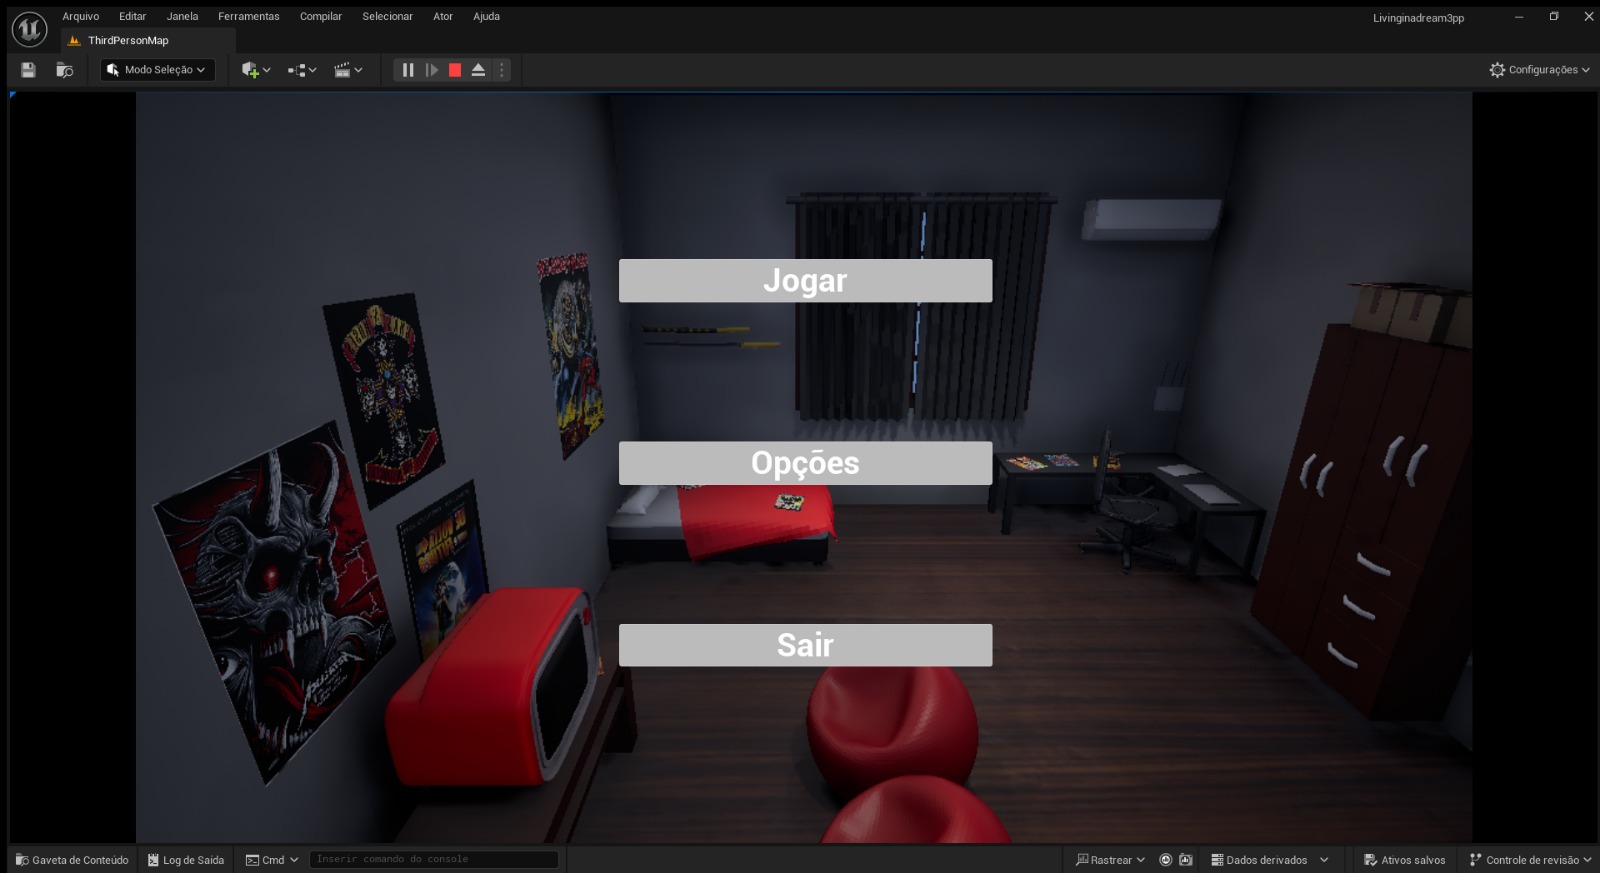 Arquivo Editar Janela Ferramentas Compilar Selecionar Ator Ajuda
Livinginadream3pp
ThirdPersonMap
Modo Seleção
Configurações
Jogar
Opções
Sair
Gaveta de Conteúdo Log de Saída Cmd Inserir comando do console Rastrear Dados derivados Ativos salvos Controle de revisão